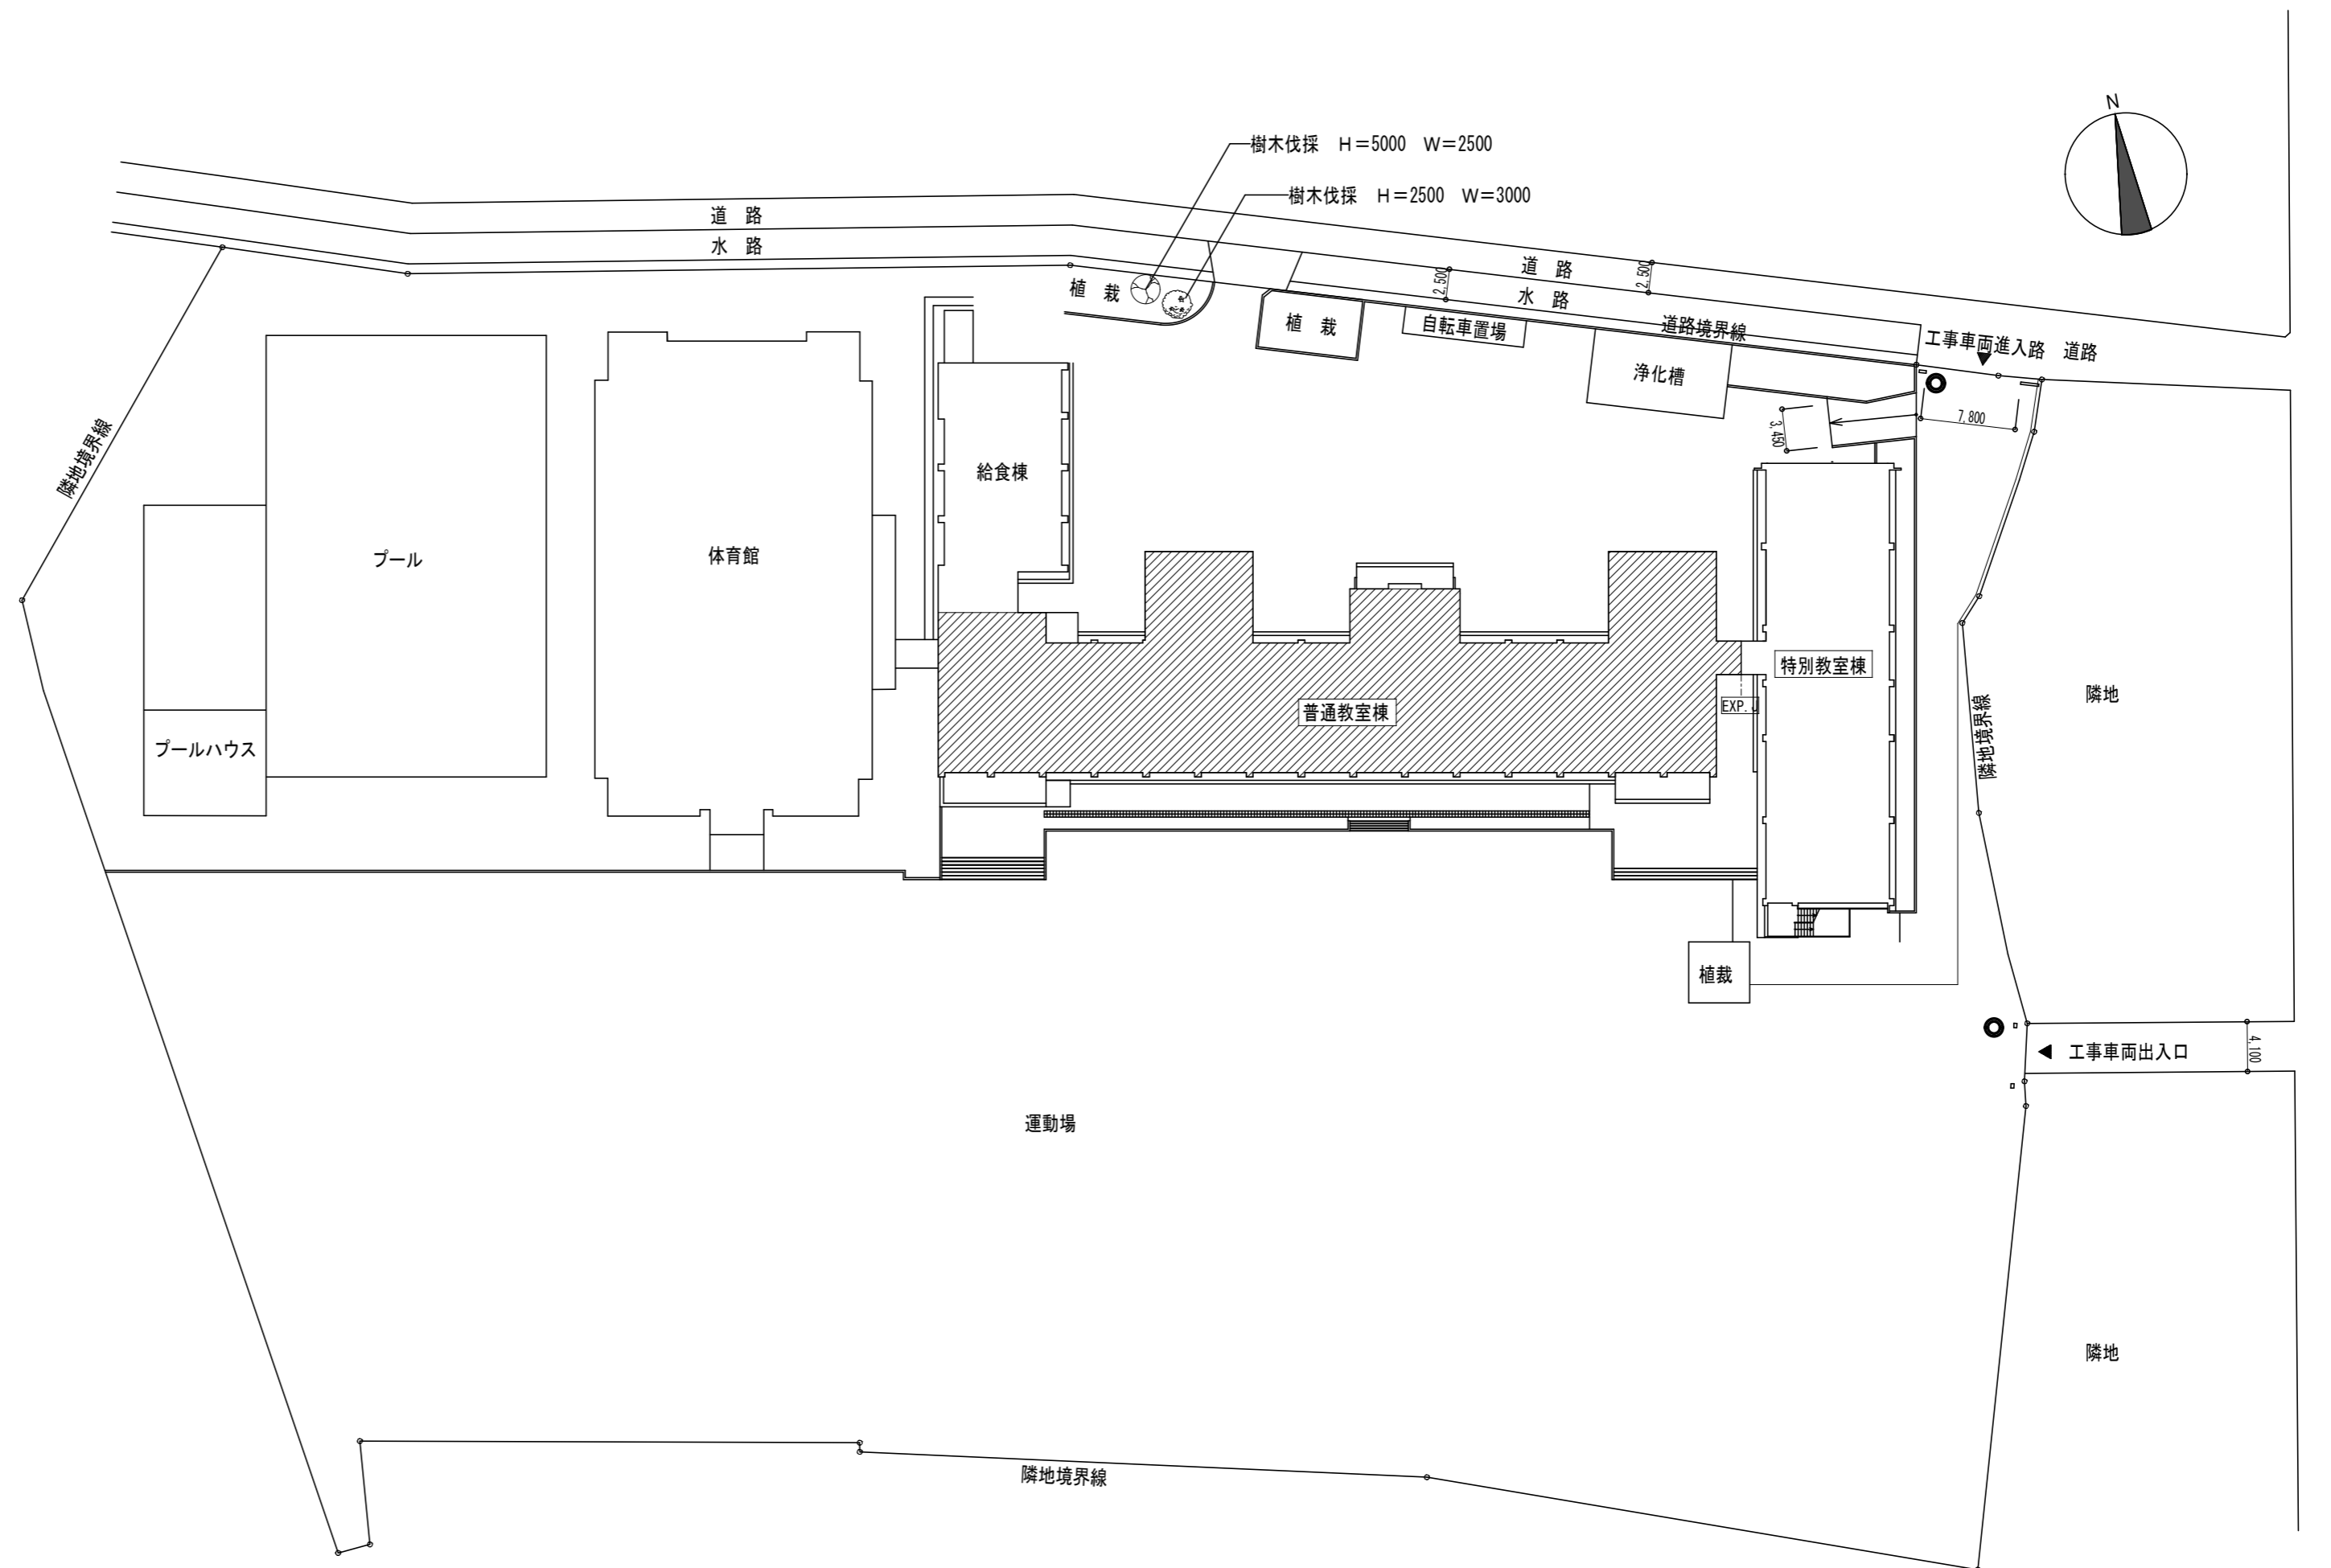 N
樹木伐採　H=5000　W=2500
樹木伐採　H=2500　W=3000
道　路
水　路
植　栽
道　路
2,500
2,500
水　路
植　栽
自転車置場
道路境界線
工事車両進入路　道路
浄化槽
7,800
3,450
隣地境界線
給食棟
プール
体育館
特別教室棟
隣地
EXP.J
普通教室棟
隣地境界線
プールハウス
植裁
工事車両出入口
4,100
運動場
隣地
隣地境界線